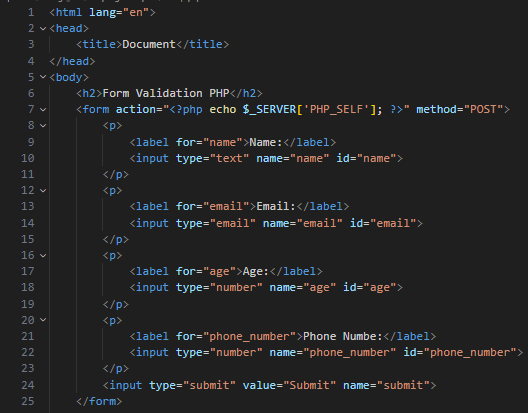 1 <html lang="en">
2 <head>
3 <title>Document</title>
4 </head>
5 <body>
6 <h2>Form Validation PHP</h2>
7 <form action="<?php echo $_SERVER['PHP_SELF']; ?>" method="POST">
8 <p>
9 <label for="name">Name:</label>
10 <input type="text" name="name" id="name">
11 </p>
12 <p>
13 <label for="email">Email:</label>
14 <input type="email" name="email" id="email">
15 </p>
16 <p>
17 <label for="age">Age:</label>
18 <input type="number" name="age" id="age">
19 </p>
20 <p>
21 <label for="phone_number">Phone Numbe:</label>
22 <input type="number" name="phone_number" id="phone_number">
23 </p>
24 <input type="submit" value="Submit" name="submit">
25 </form>